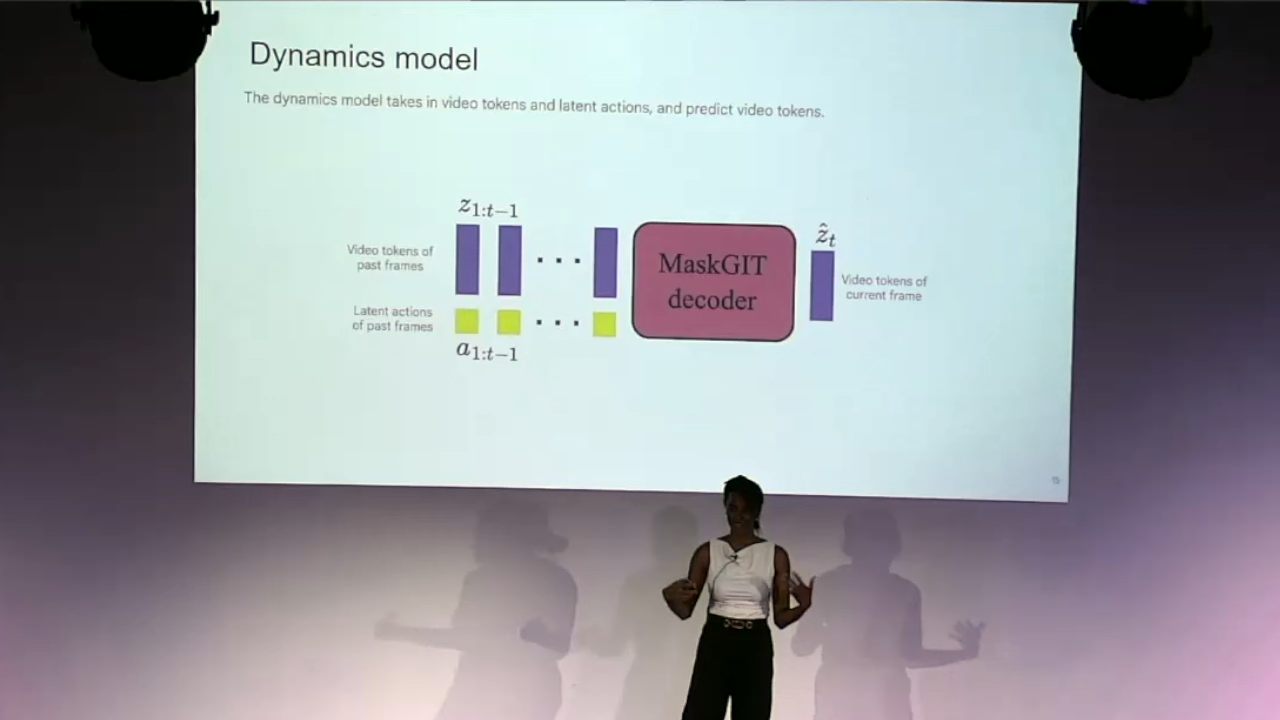 Dynamics model
The dynamics model takes in video tokens and latent actions, and predict video tokens.
z1:t−1
Video tokens of
past frames
. . .
Latent actions
of past frames
. . .
a1:t−1
MaskGIT
decoder
ẑt
Video tokens of
current frame
15